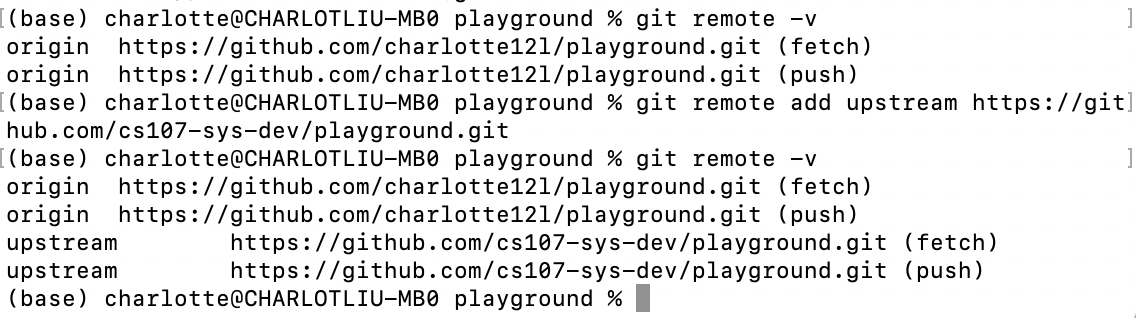 [(base) charlotte@CHARLOTLIU-MB0 playground % git remote -v ]
origin  https://github.com/charlotte12l/playground.git (fetch)
origin  https://github.com/charlotte12l/playground.git (push)
[(base) charlotte@CHARLOTLIU-MB0 playground % git remote add upstream https://git]
hub.com/cs107-sys-dev/playground.git
[(base) charlotte@CHARLOTLIU-MB0 playground % git remote -v ]
origin  https://github.com/charlotte12l/playground.git (fetch)
origin  https://github.com/charlotte12l/playground.git (push)
upstream        https://github.com/cs107-sys-dev/playground.git (fetch)
upstream        https://github.com/cs107-sys-dev/playground.git (push)
(base) charlotte@CHARLOTLIU-MB0 playground %